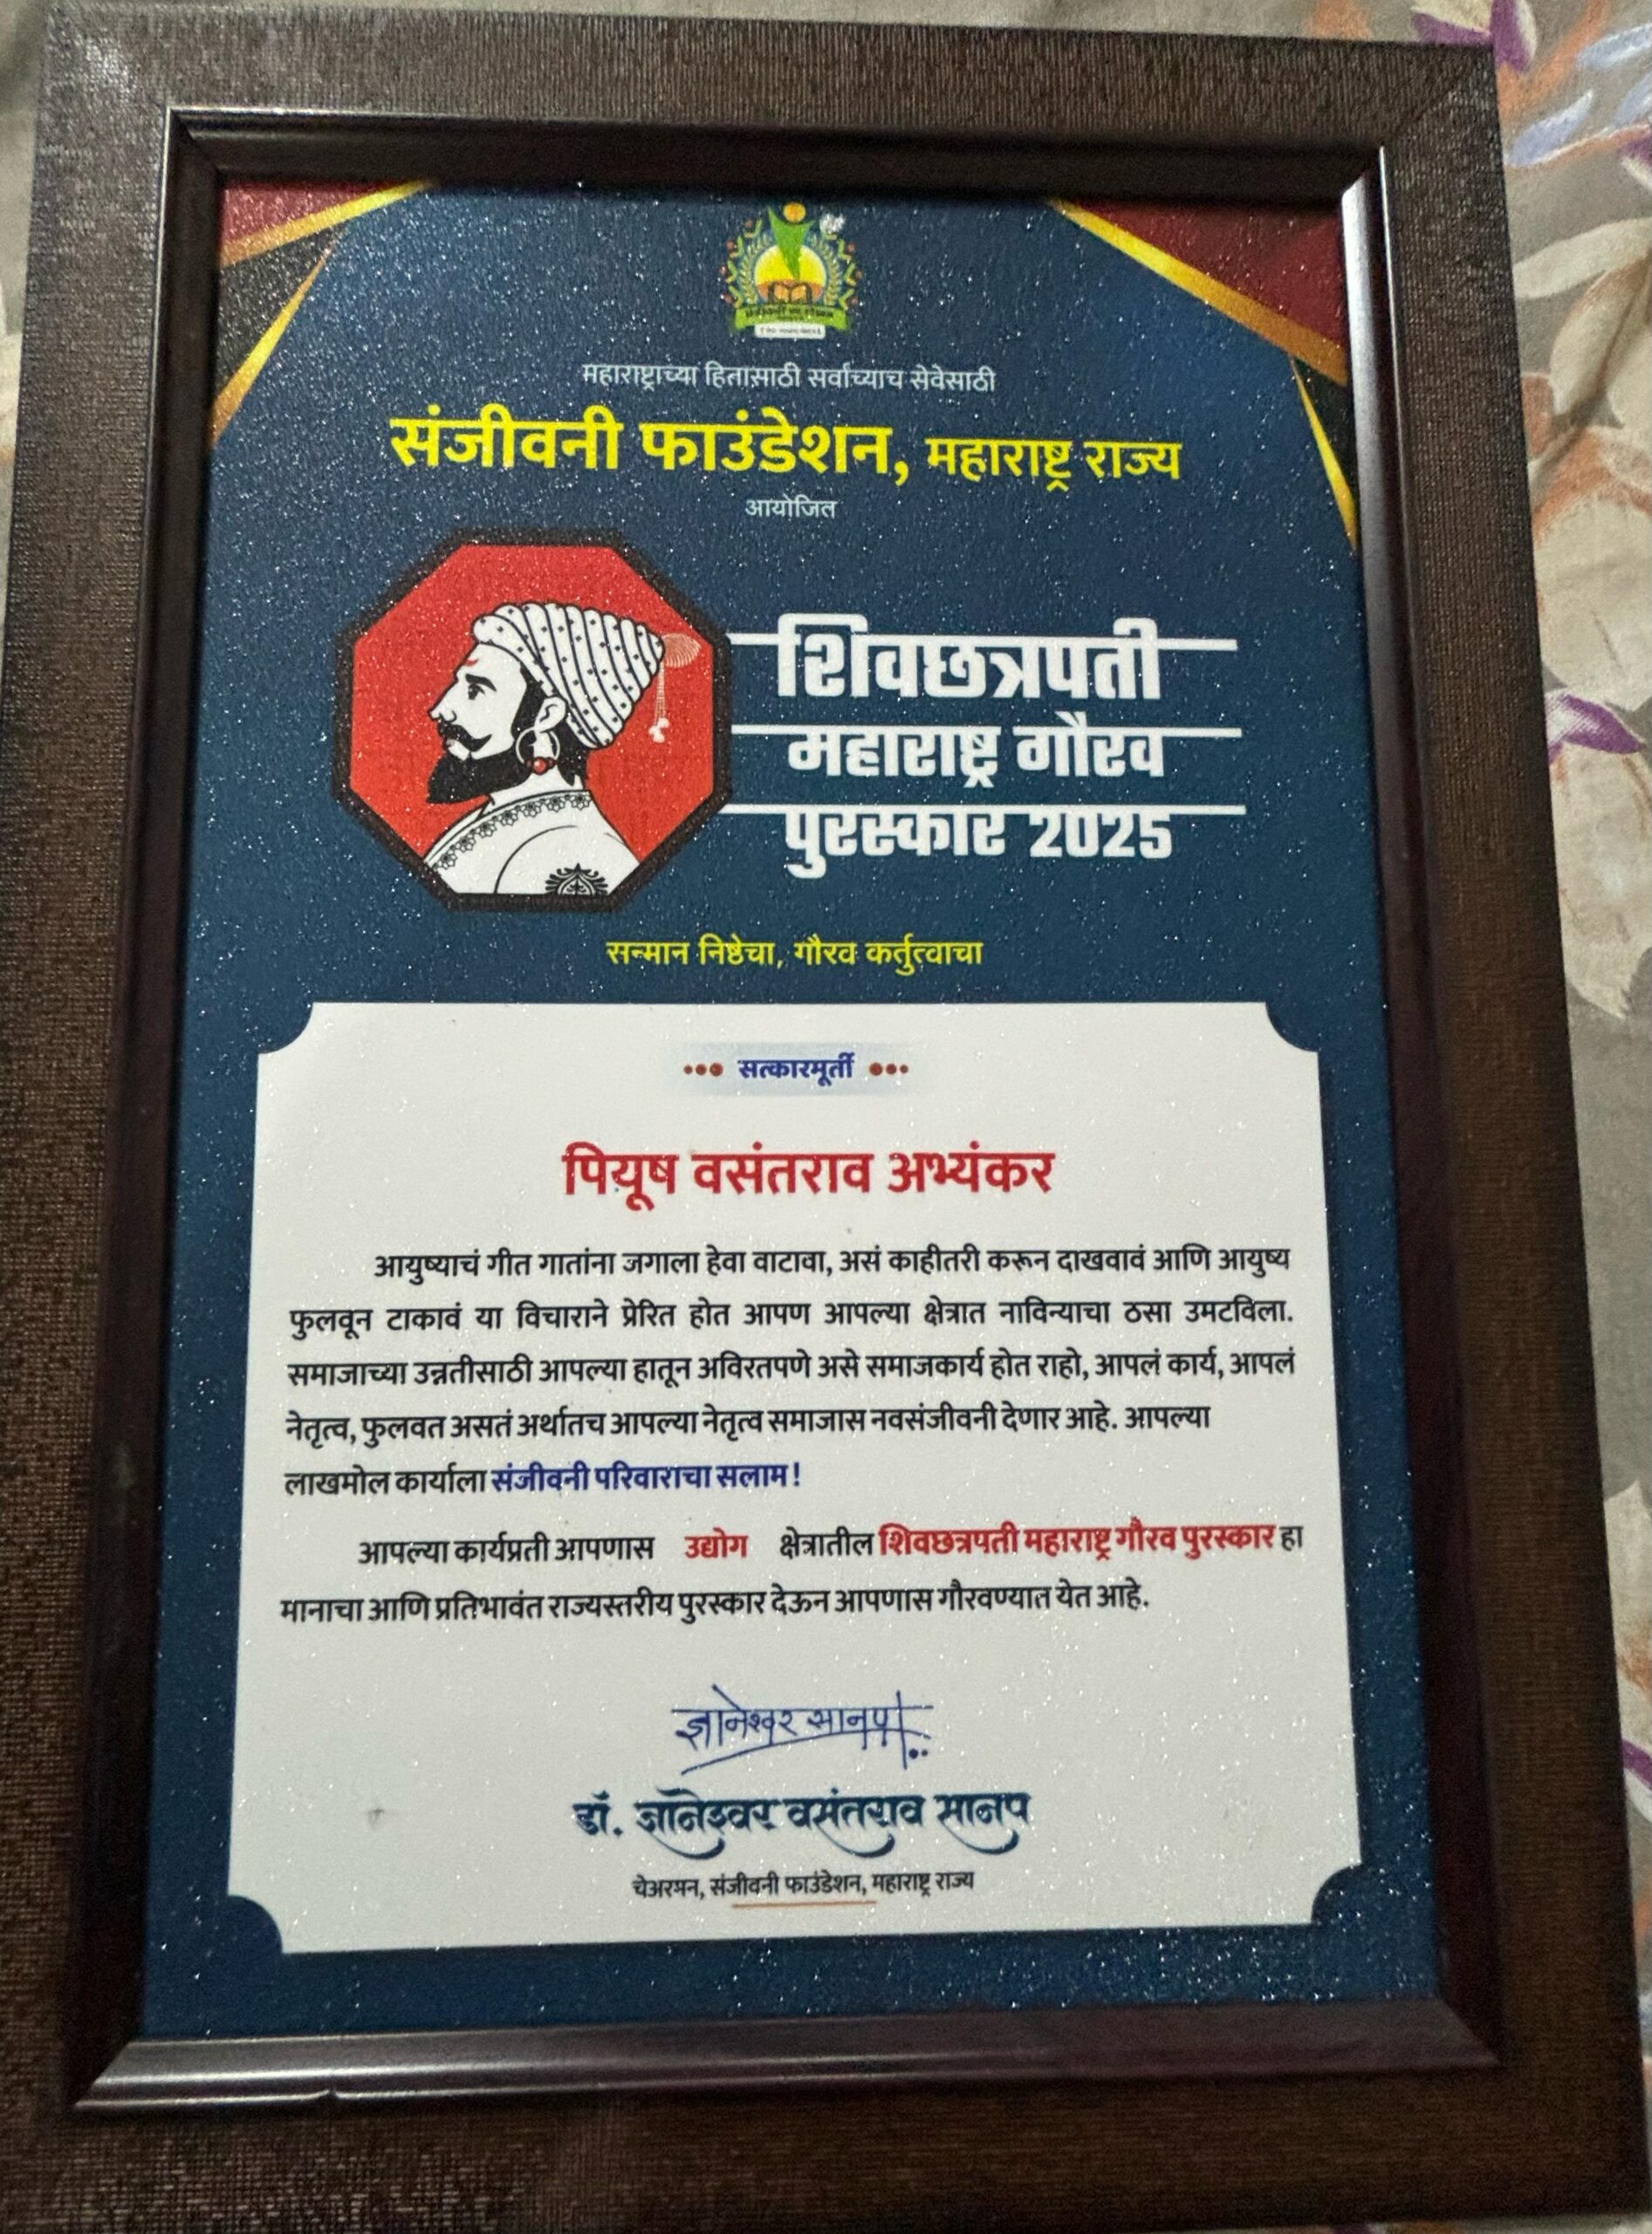 महाराष्ट्राच्या हितासाठी सर्वाच्याच सेवेसाठी
संजीवनी फाउंडेशन, महाराष्ट्र राज्य
आयोजित
शिवछत्रपती
महाराष्ट्र गौरव
पुरस्कार 2025
सन्मान निष्ठेचा, गौरव कर्तुत्वाचा
सत्कारमूर्ती
पियूष वसंतराव अभ्यंकर
आयुष्याचं गीत गातांना जगाला हेवा वाटावा, असं काहीतरी करून दाखवावं आणि आयुष्य
फुलवून टाकावं या विचाराने प्रेरित होत आपण आपल्या क्षेत्रात नाविन्याचा ठसा उमटविला.
समाजाच्या उन्नतीसाठी आपल्या हातून अविरतपणे असे समाजकार्य होत राहो, आपलं कार्य, आपलं
नेतृत्व, फुलवत असतं अर्थातच आपल्या नेतृत्व समाजास नवसंजीवनी देणार आहे. आपल्या
लाखमोल कार्याला संजीवनी परिवाराचा सलाम!
आपल्या कार्यप्रती आपणास उद्योग क्षेत्रातील शिवछत्रपती महाराष्ट्र गौरव पुरस्कार हा
मानाचा आणि प्रतिभावंत राज्यस्तरीय पुरस्कार देऊन आपणास गौरवण्यात येत आहे.
ज्ञानेश्वर सानप
डॉ. ज्ञानेश्वर वसंतराव सानप
चेअरमन, संजीवनी फाउंडेशन, महाराष्ट्र राज्य